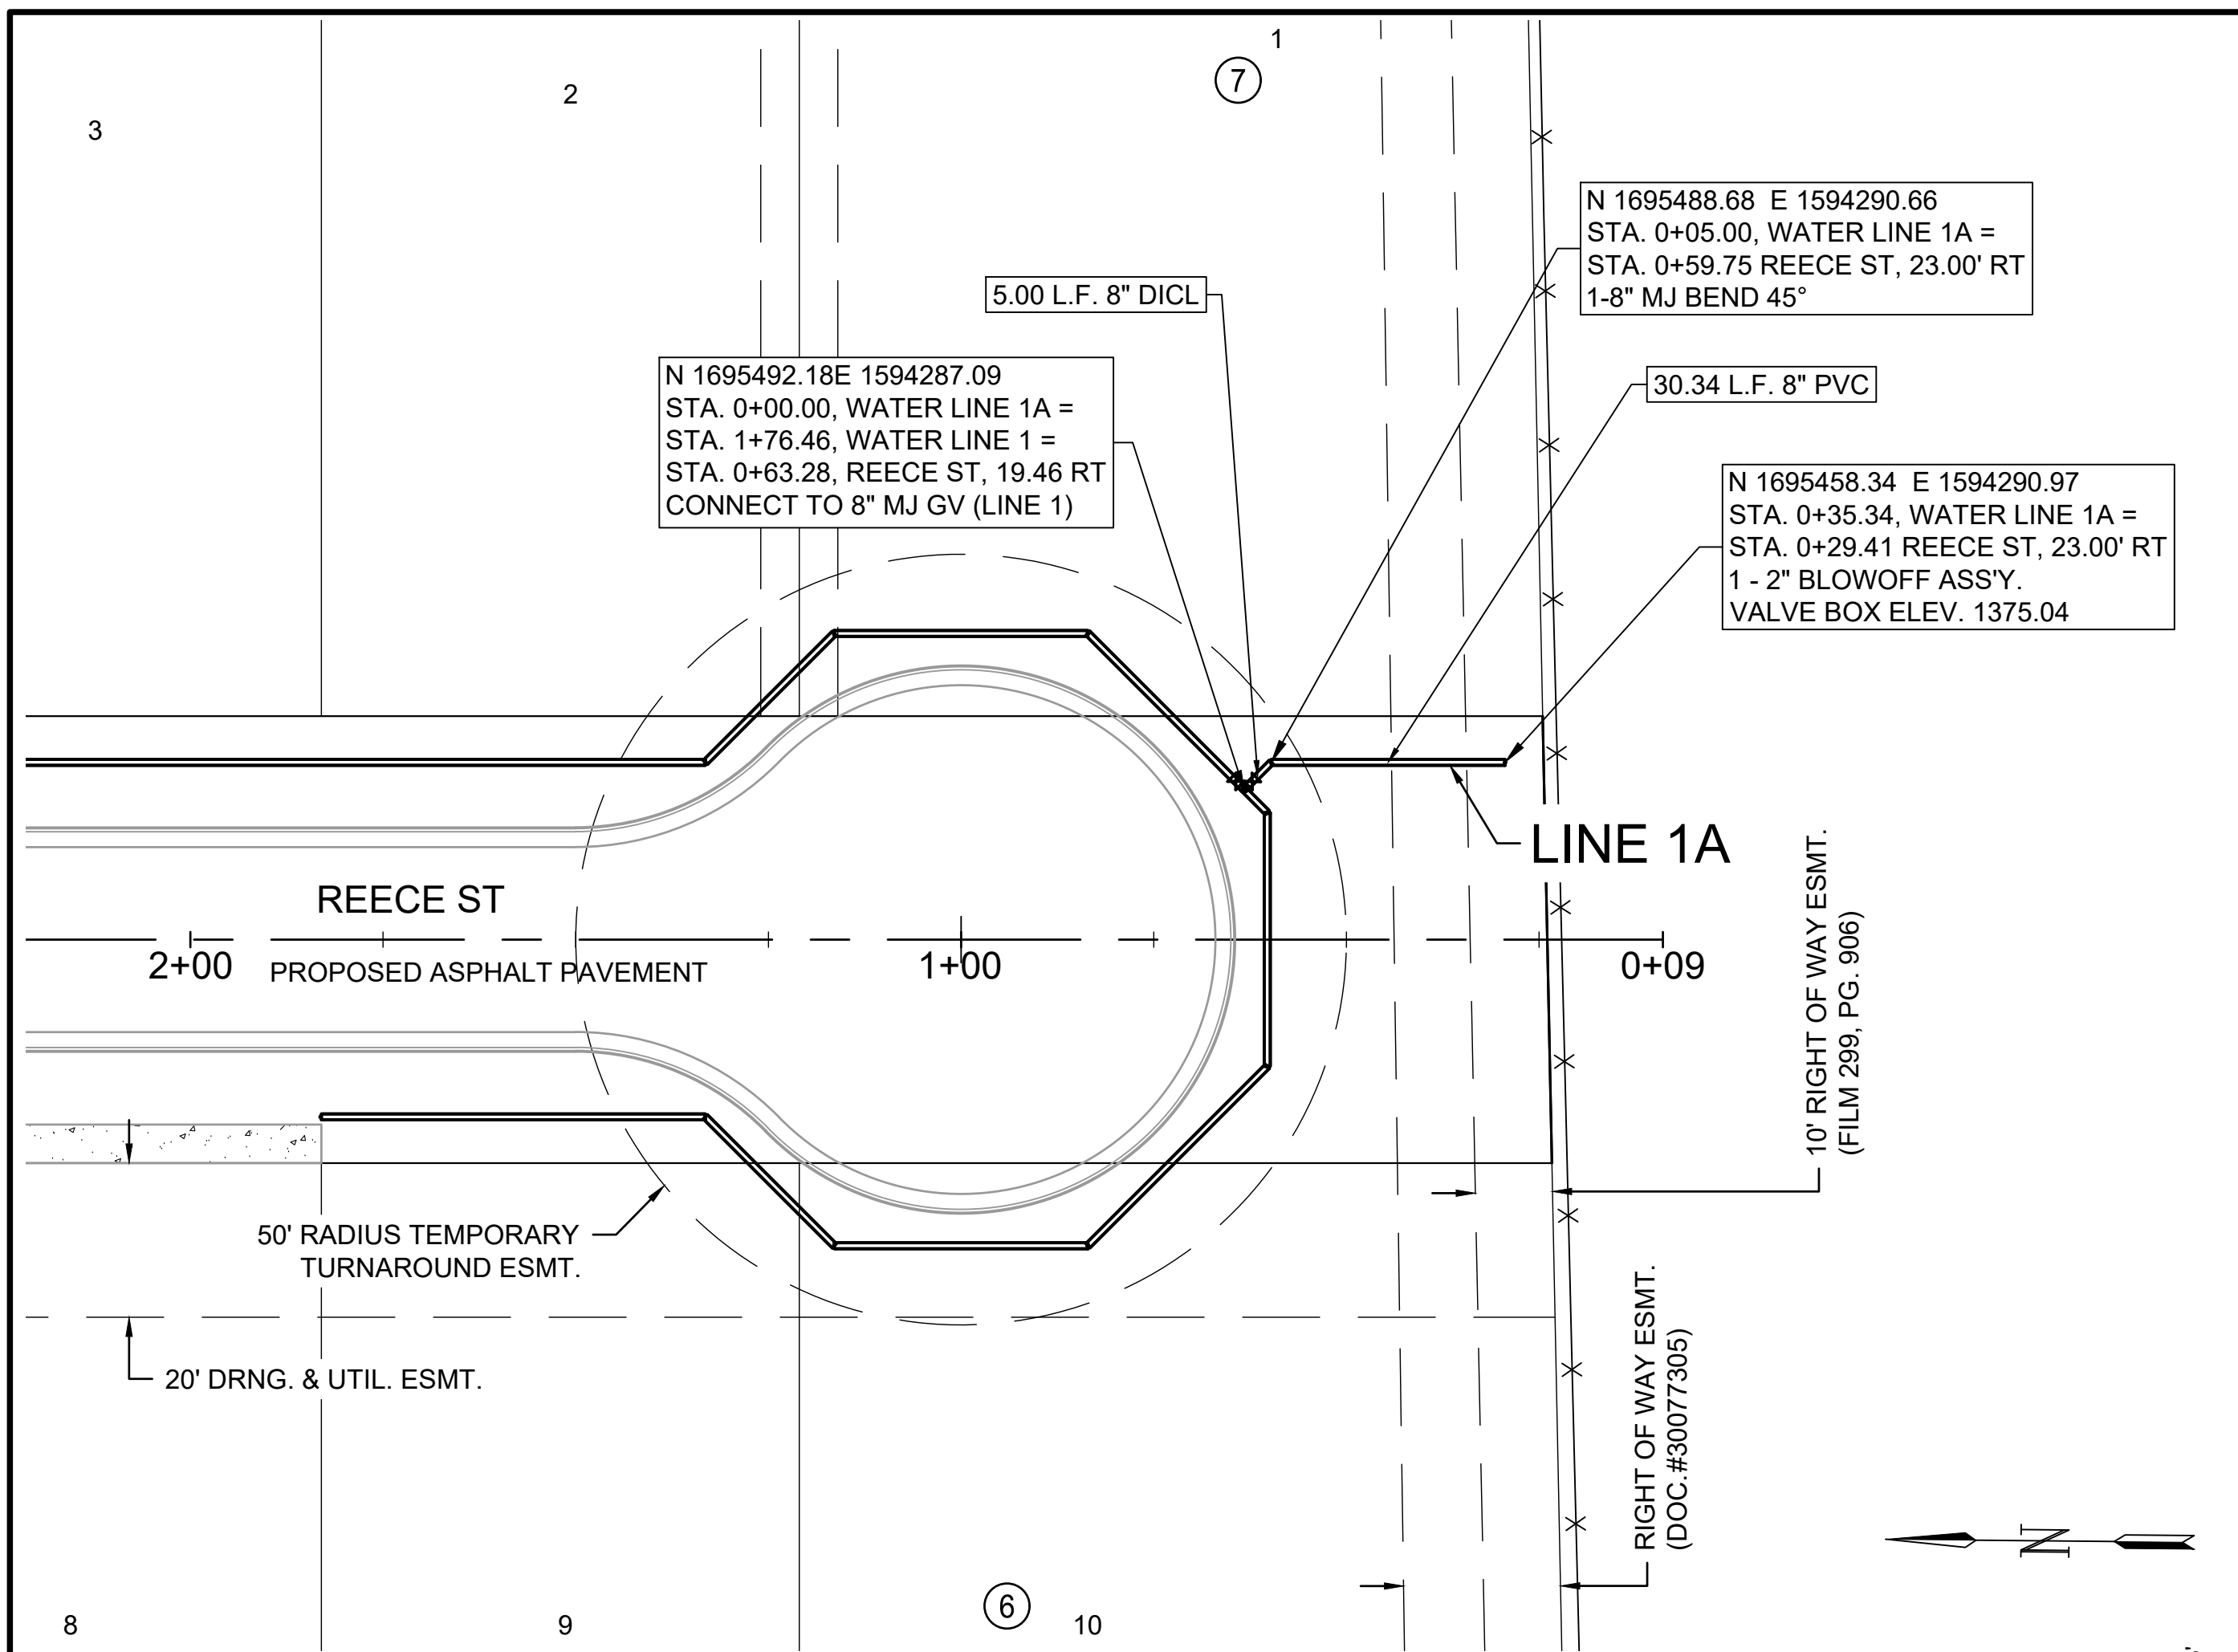 1
7
2
3
N 1695488.68  E 1594290.66
STA. 0+05.00, WATER LINE 1A =
STA. 0+59.75 REECE ST, 23.00' RT
1-8" MJ BEND 45°
5.00 L.F. 8" DICL
N 1695492.18E 1594287.09
STA. 0+00.00, WATER LINE 1A =
STA. 1+76.46, WATER LINE 1 =
STA. 0+63.28, REECE ST, 19.46 RT
CONNECT TO 8" MJ GV (LINE 1)
30.34 L.F. 8" PVC
N 1695458.34  E 1594290.97
STA. 0+35.34, WATER LINE 1A =
STA. 0+29.41 REECE ST, 23.00' RT
1 - 2" BLOWOFF ASS'Y.
VALVE BOX ELEV. 1375.04
LINE 1A
REECE ST
2+00
PROPOSED ASPHALT PAVEMENT
1+00
0+09
10' RIGHT OF WAY ESMT.
(FILM 299, PG. 906)
50' RADIUS TEMPORARY
TURNAROUND ESMT.
20' DRNG. & UTIL. ESMT.
RIGHT OF WAY ESMT.
(DOC.#30077305)
N
6
8
9
10